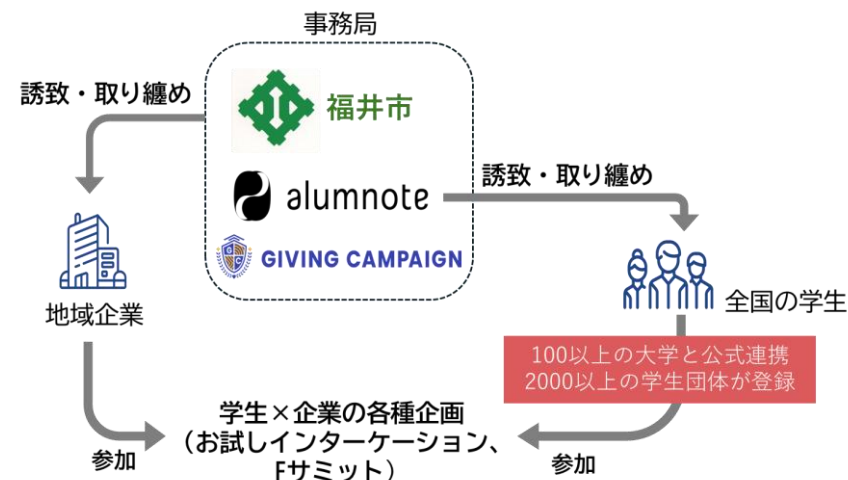 事務局
誘致・取り纏め
福井市
alumnote
誘致・取り纏め
GIVING CAMPAIGN
地域企業
全国の学生
100以上の大学と公式連携
2000以上の学生団体が登録
学生×企業の各種企画
（お試しインターケーション、
Fサミット）
参加
参加